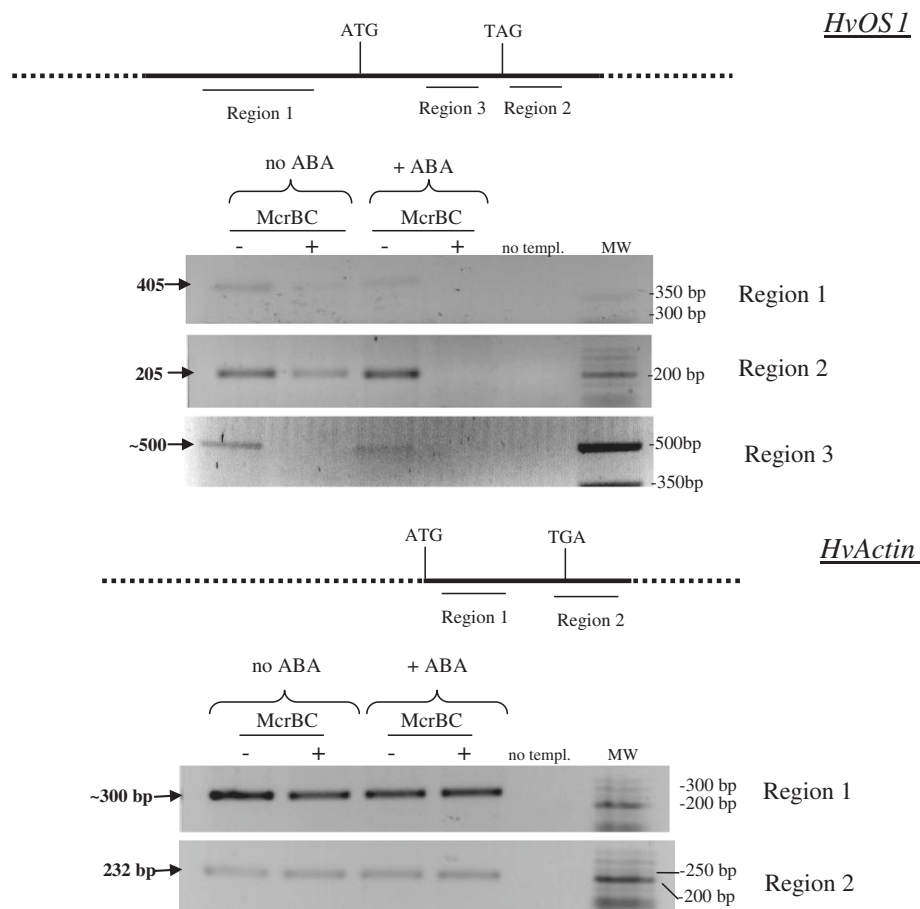 HvOS1
ATG TAG
Region 1 Region 3 Region 2
no ABA + ABA
McrBC McrBC
- + - + no templ. MW
405 -350 bp -300 bp Region 1
205 -200 bp Region 2
~500 -500bp -350bp Region 3
HvActin
ATG TGA
Region 1 Region 2
no ABA + ABA
McrBC McrBC
- + - + no templ. MW
~300 bp -300 bp -200 bp Region 1
232 bp -250 bp -200 bp Region 2